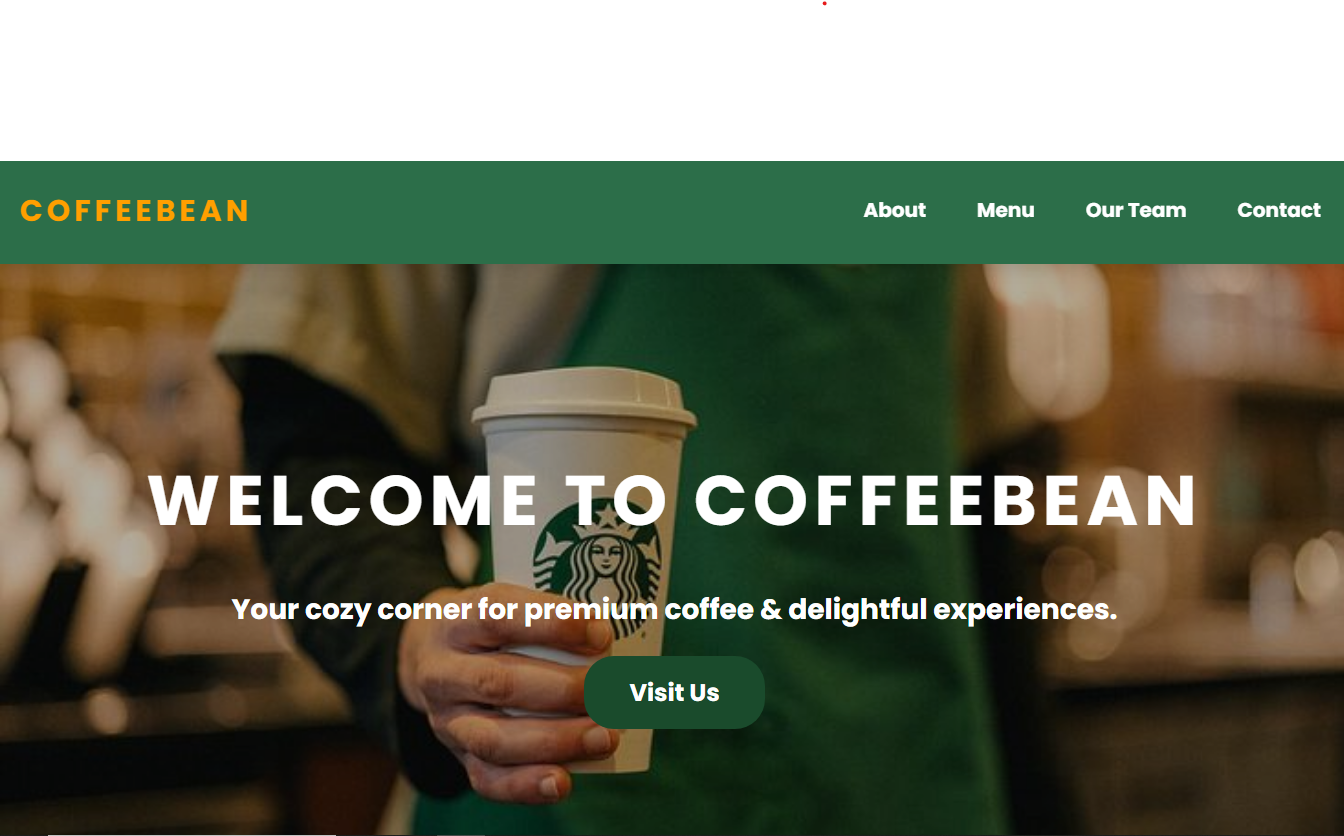 COFFEEBEAN
About Menu Our Team Contact
WELCOME TO COFFEEBEAN
Your cozy corner for premium coffee & delightful experiences.
Visit Us